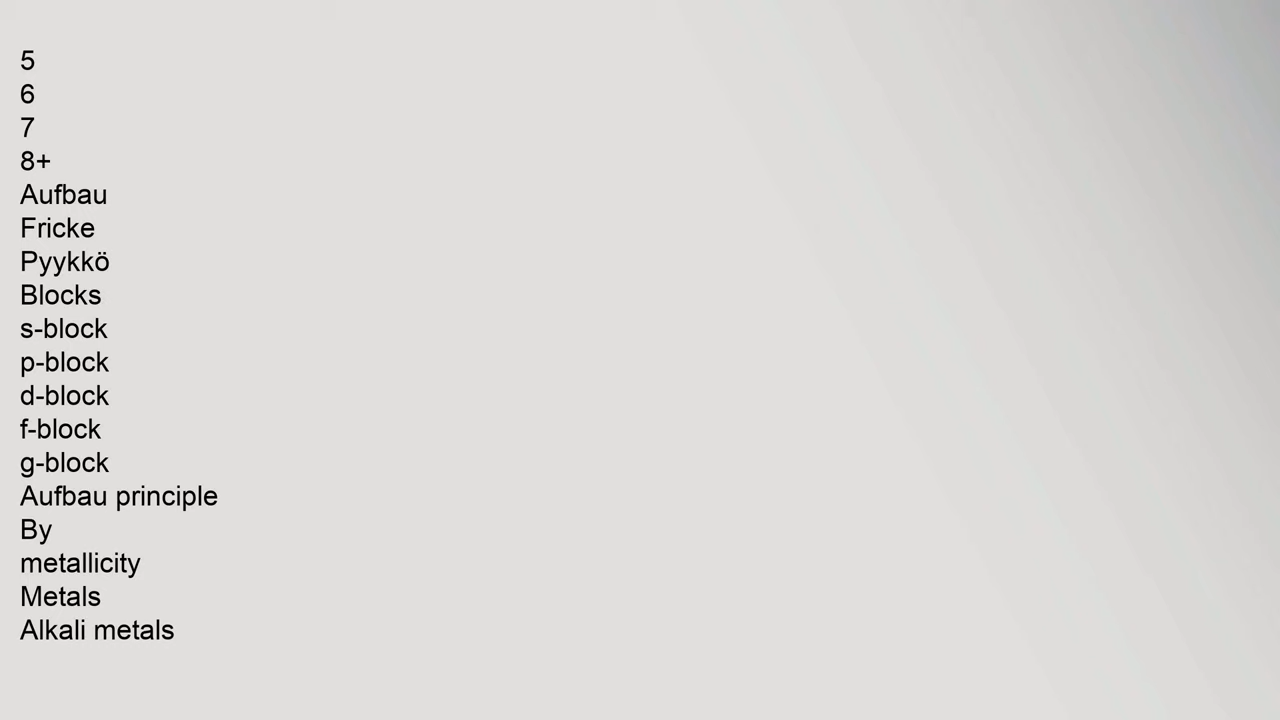 5
6
7
8+
Aufbau
Fricke
Pyykkö
Blocks
s-block
p-block
d-block
f-block
g-block
Aufbau principle
By
metallicity
Metals
Alkali metals